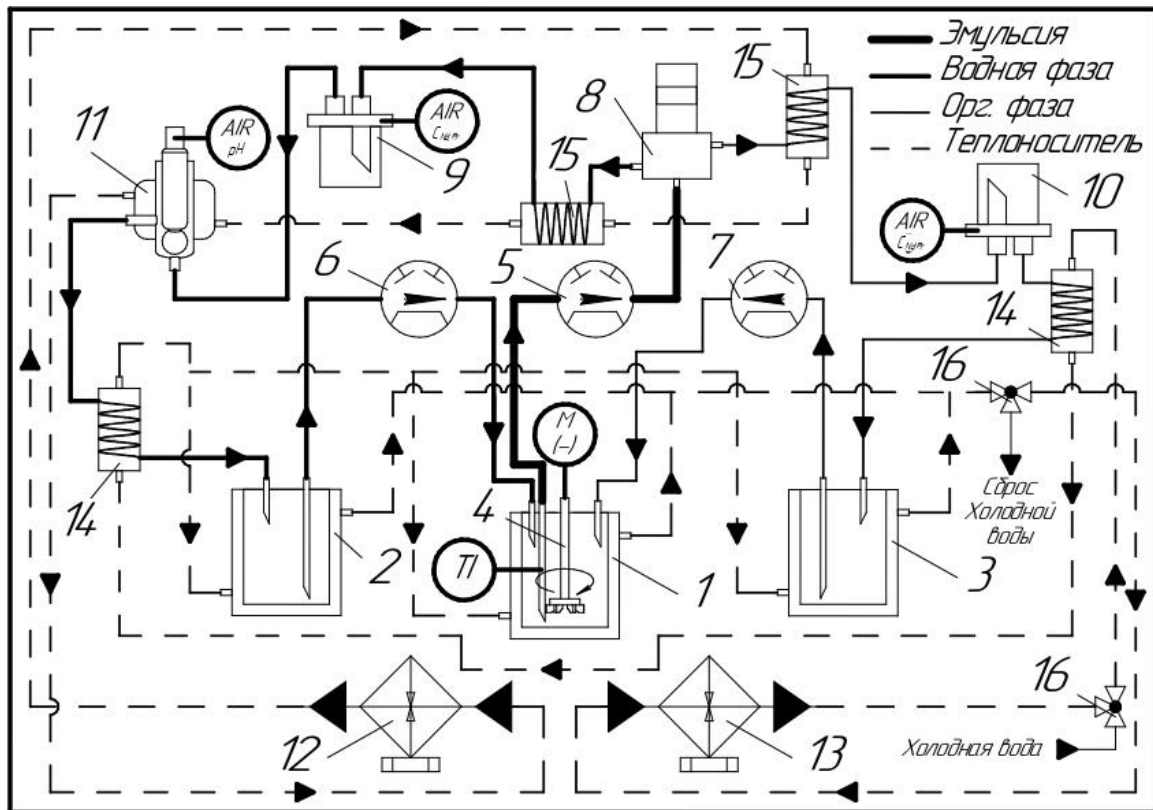 Эмульсия
Водная фаза
Орг. фаза
Теплоноситель
15
8
AIR
pH
AIR
11
9
15
10
AIR
6
5
7
14
16
M
(–)
4
14
2
TI
1
3
Сброс
Холодной
воды
16
12
13
Холодная вода